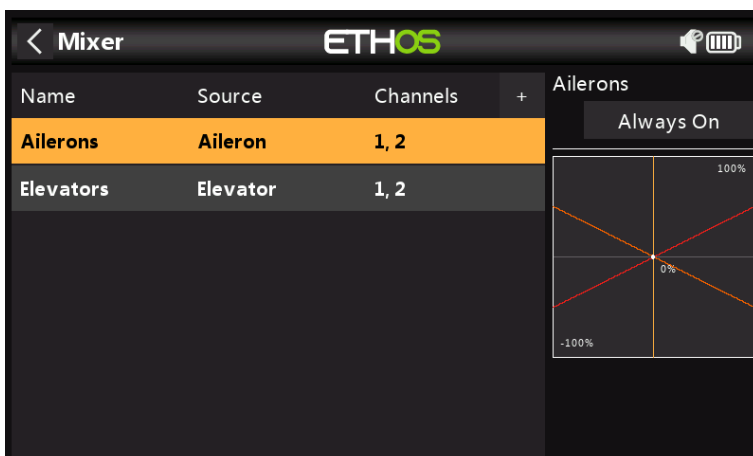 < Mixer
ETHOS
Name Source Channels +
Ailerons Aileron 1, 2
Elevators Elevator 1, 2
Ailerons
Always On
100%
0%
-100%